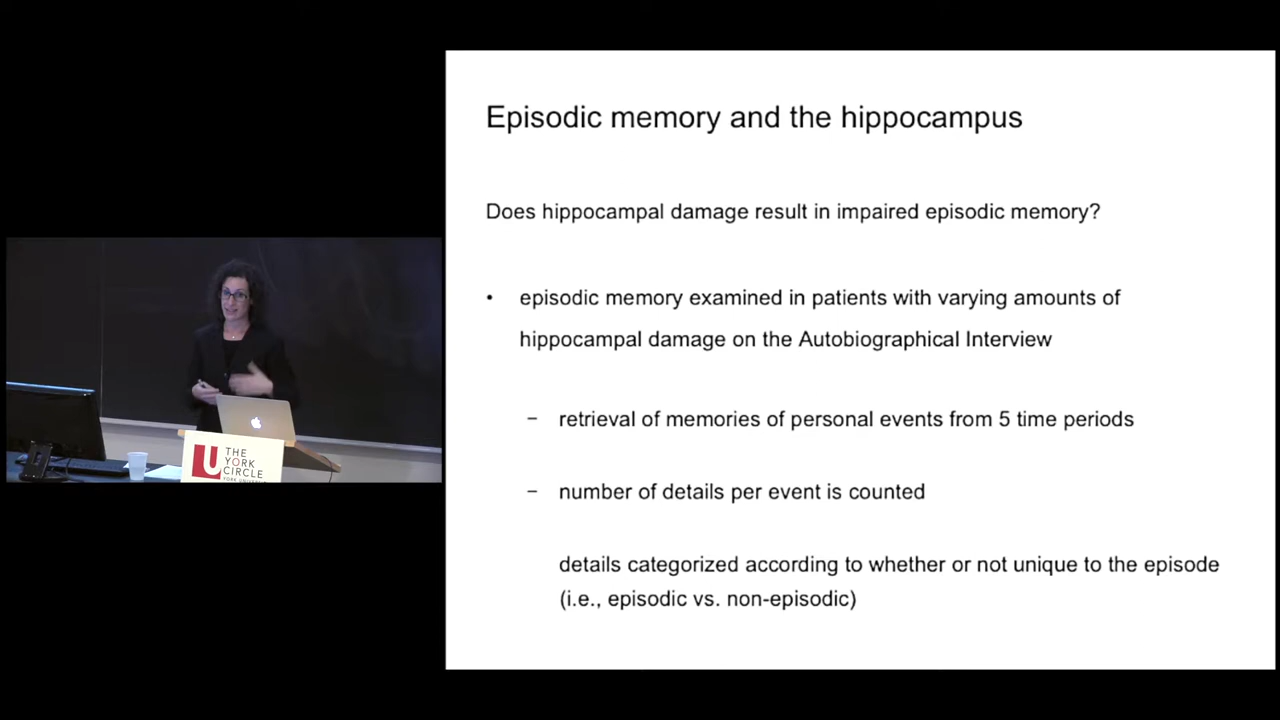 Episodic memory and the hippocampus
Does hippocampal damage result in impaired episodic memory?
• episodic memory examined in patients with varying amounts of
hippocampal damage on the Autobiographical Interview
− retrieval of memories of personal events from 5 time periods
− number of details per event is counted
details categorized according to whether or not unique to the episode
(i.e., episodic vs. non-episodic)
U
THE
YORK
CIRCLE
YORK UNIVERSITY